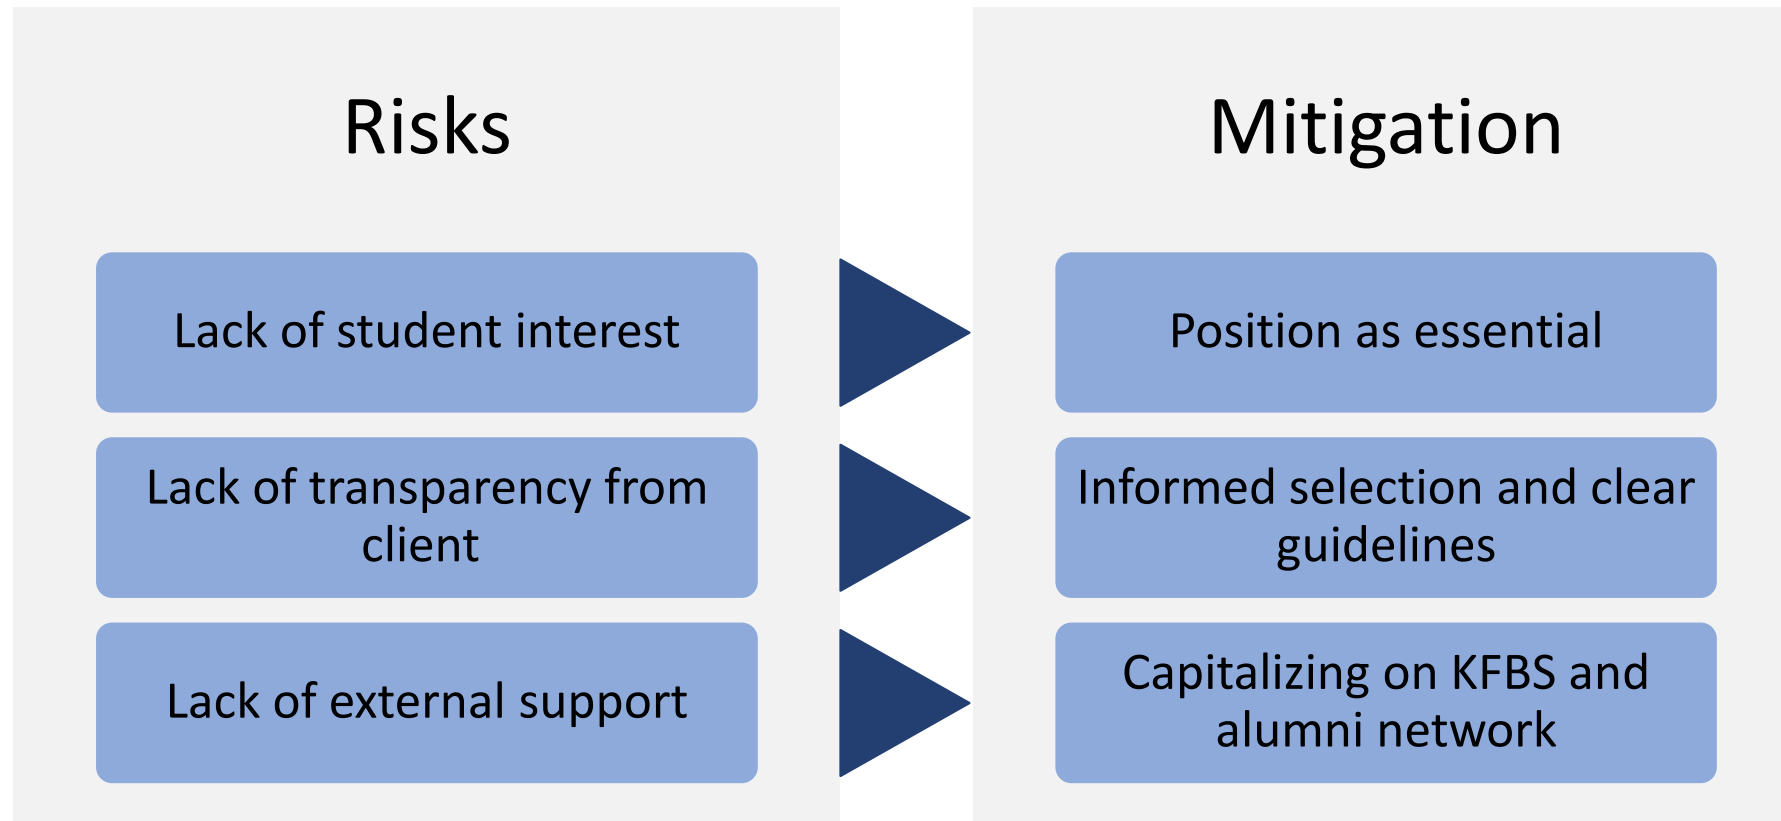 Risks
Mitigation
Lack of student interest
Position as essential
Lack of transparency from
client
Informed selection and clear
guidelines
Lack of external support
Capitalizing on KFBS and
alumni network